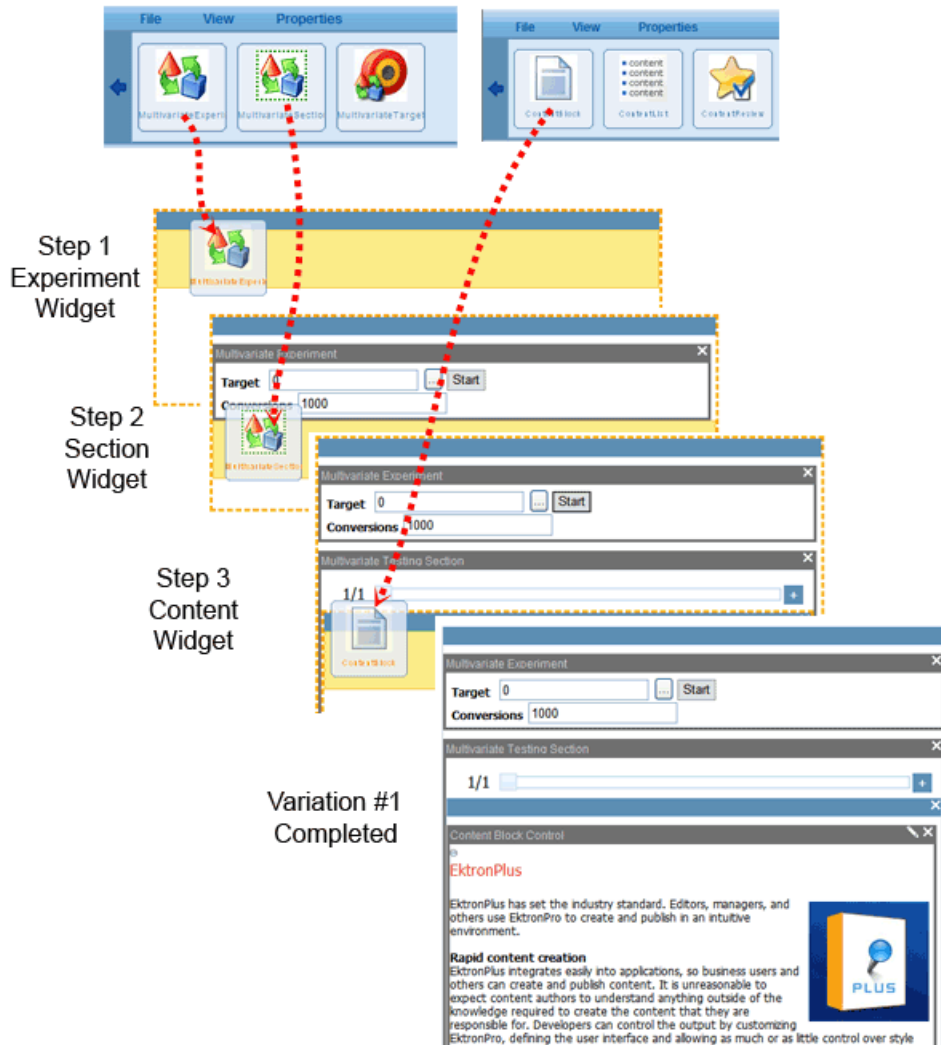 File View Properties
MultivariateExperi MultivariateSectio MultivariateTarget
File View Properties
content
content
content
content
ContentBlock ContentList ContentReview
Step 1
Experiment
Widget
Multivariate Experi
Multivariate Experiment
Target 0 ... Start
Conversions 1000
Step 2
Section
Widget
MultivariateSectio
Multivariate Experiment
Target 0 ... Start
Conversions 1000
Multivariate Testing Section
1/1 +
Step 3
Content
Widget
ContentBlock
Multivariate Experiment
Target 0 ... Start
Conversions 1000
Multivariate Testing Section
1/1 +
Variation #1
Completed
Content Block Control
EktronPlus
EktronPlus has set the industry standard. Editors, managers, and
others use EktronPro to create and publish in an intuitive
environment.
PLUS
Rapid content creation
EktronPlus integrates easily into applications, so business users and
others can create and publish content. It is unreasonable to
expect content authors to understand anything outside of the
knowledge required to create the content that they are
responsible for. Developers can control the output by customizing
EktronPro, defining the user interface and allowing as much or as little control over style